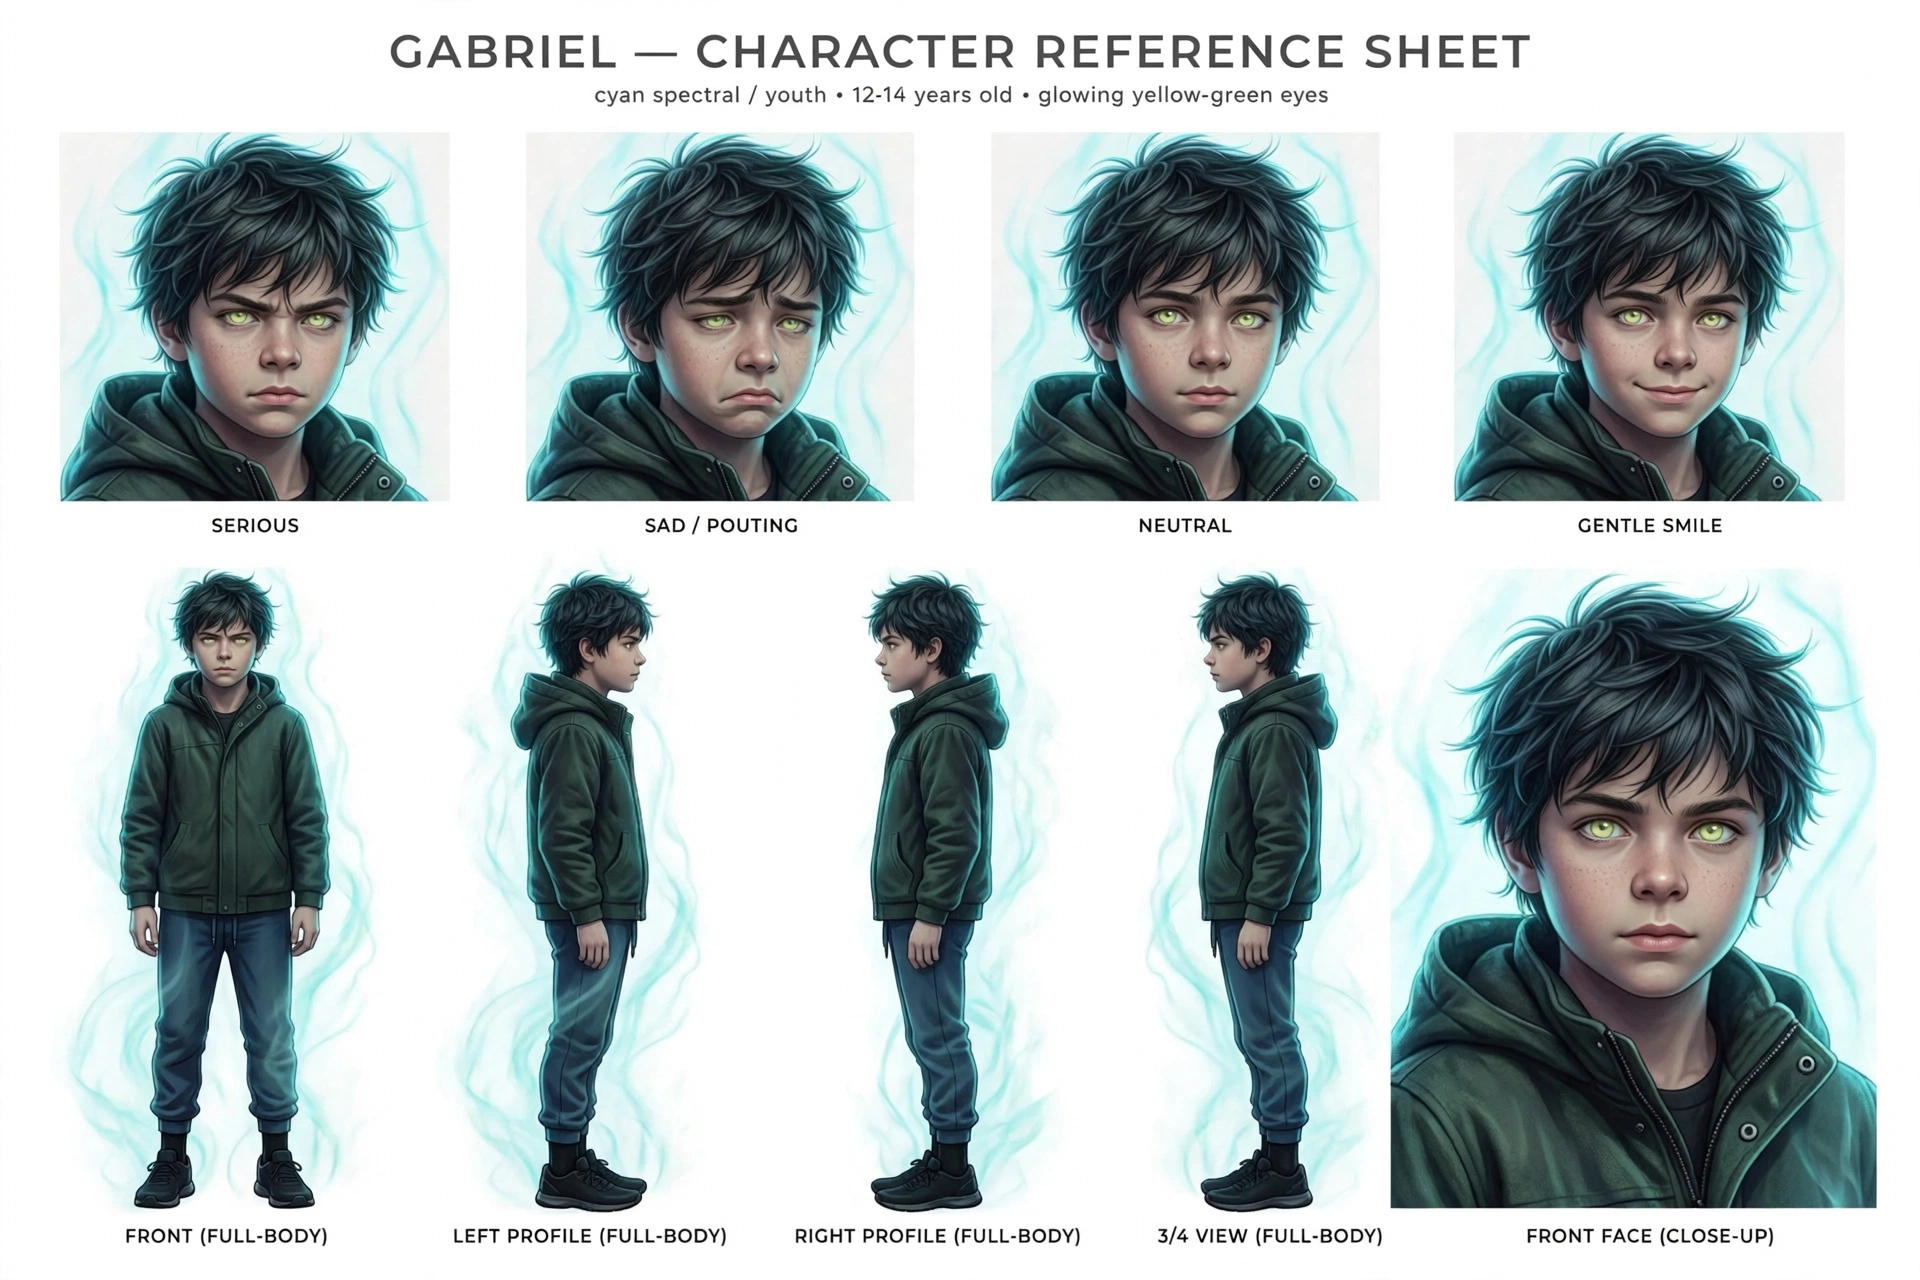 GABRIEL — CHARACTER REFERENCE SHEET
cyan spectral / youth • 12-14 years old • glowing yellow-green eyes
SERIOUS
SAD / POUTING
NEUTRAL
GENTLE SMILE
FRONT (FULL-BODY)
LEFT PROFILE (FULL-BODY)
RIGHT PROFILE (FULL-BODY)
3/4 VIEW (FULL-BODY)
FRONT FACE (CLOSE-UP)